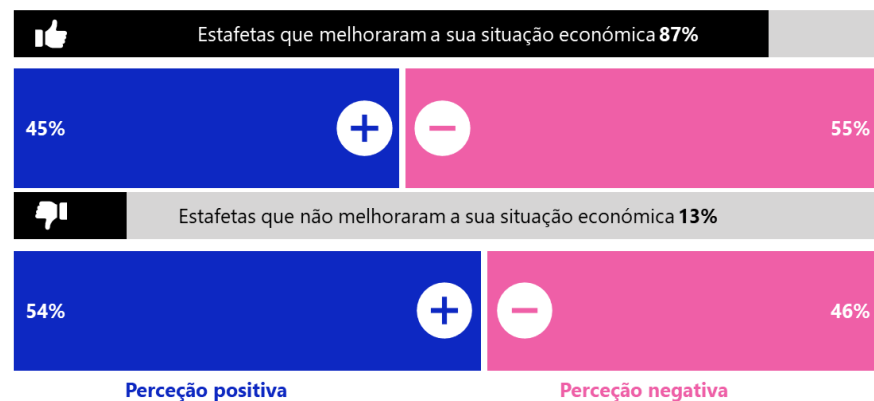 Estafetas que melhoraram a sua situação económica 87%
45% 55%
Estafetas que não melhoraram a sua situação económica 13%
54% 46%
Perceção positiva Perceção negativa